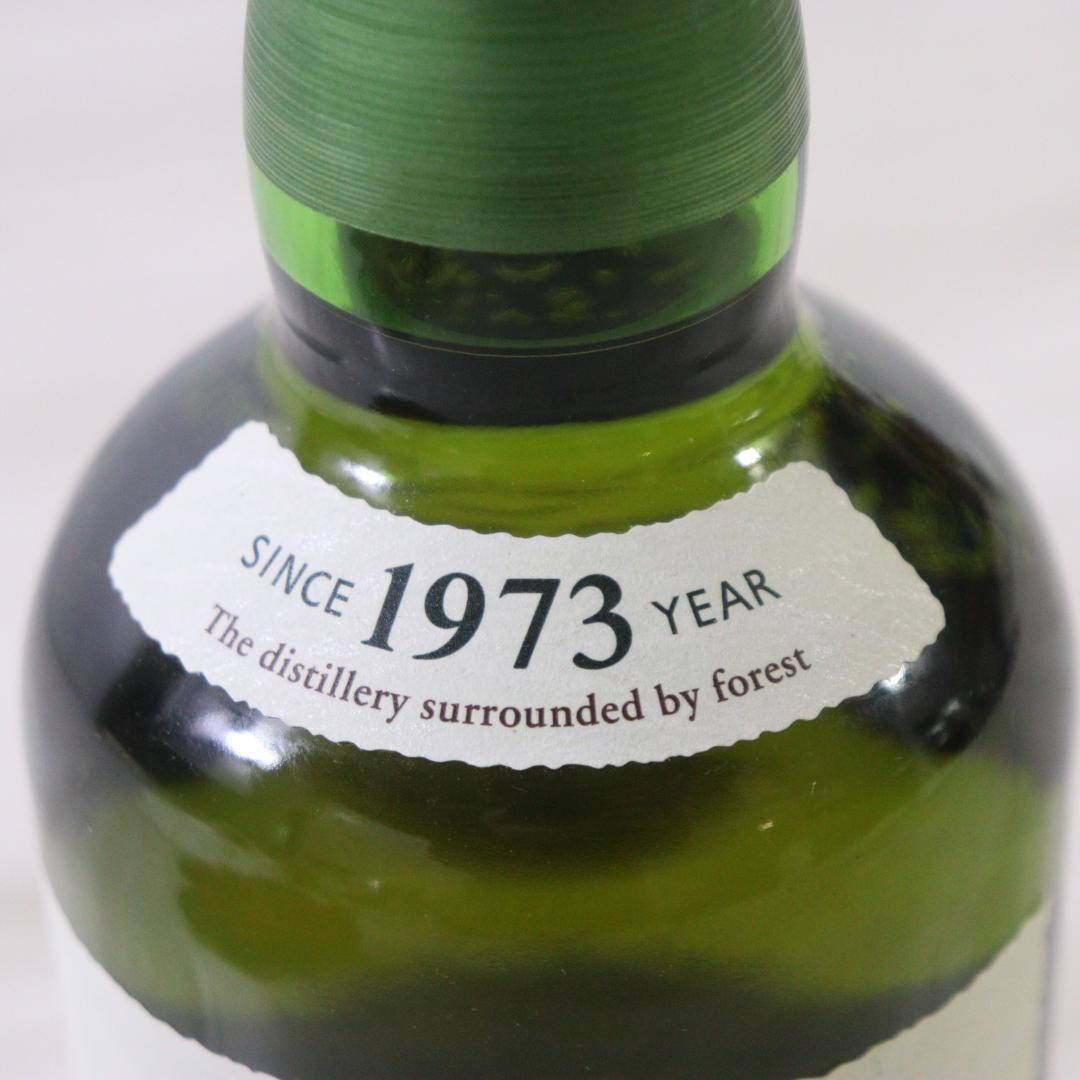 SINCE 1973 YEAR
The distillery surrounded by forest